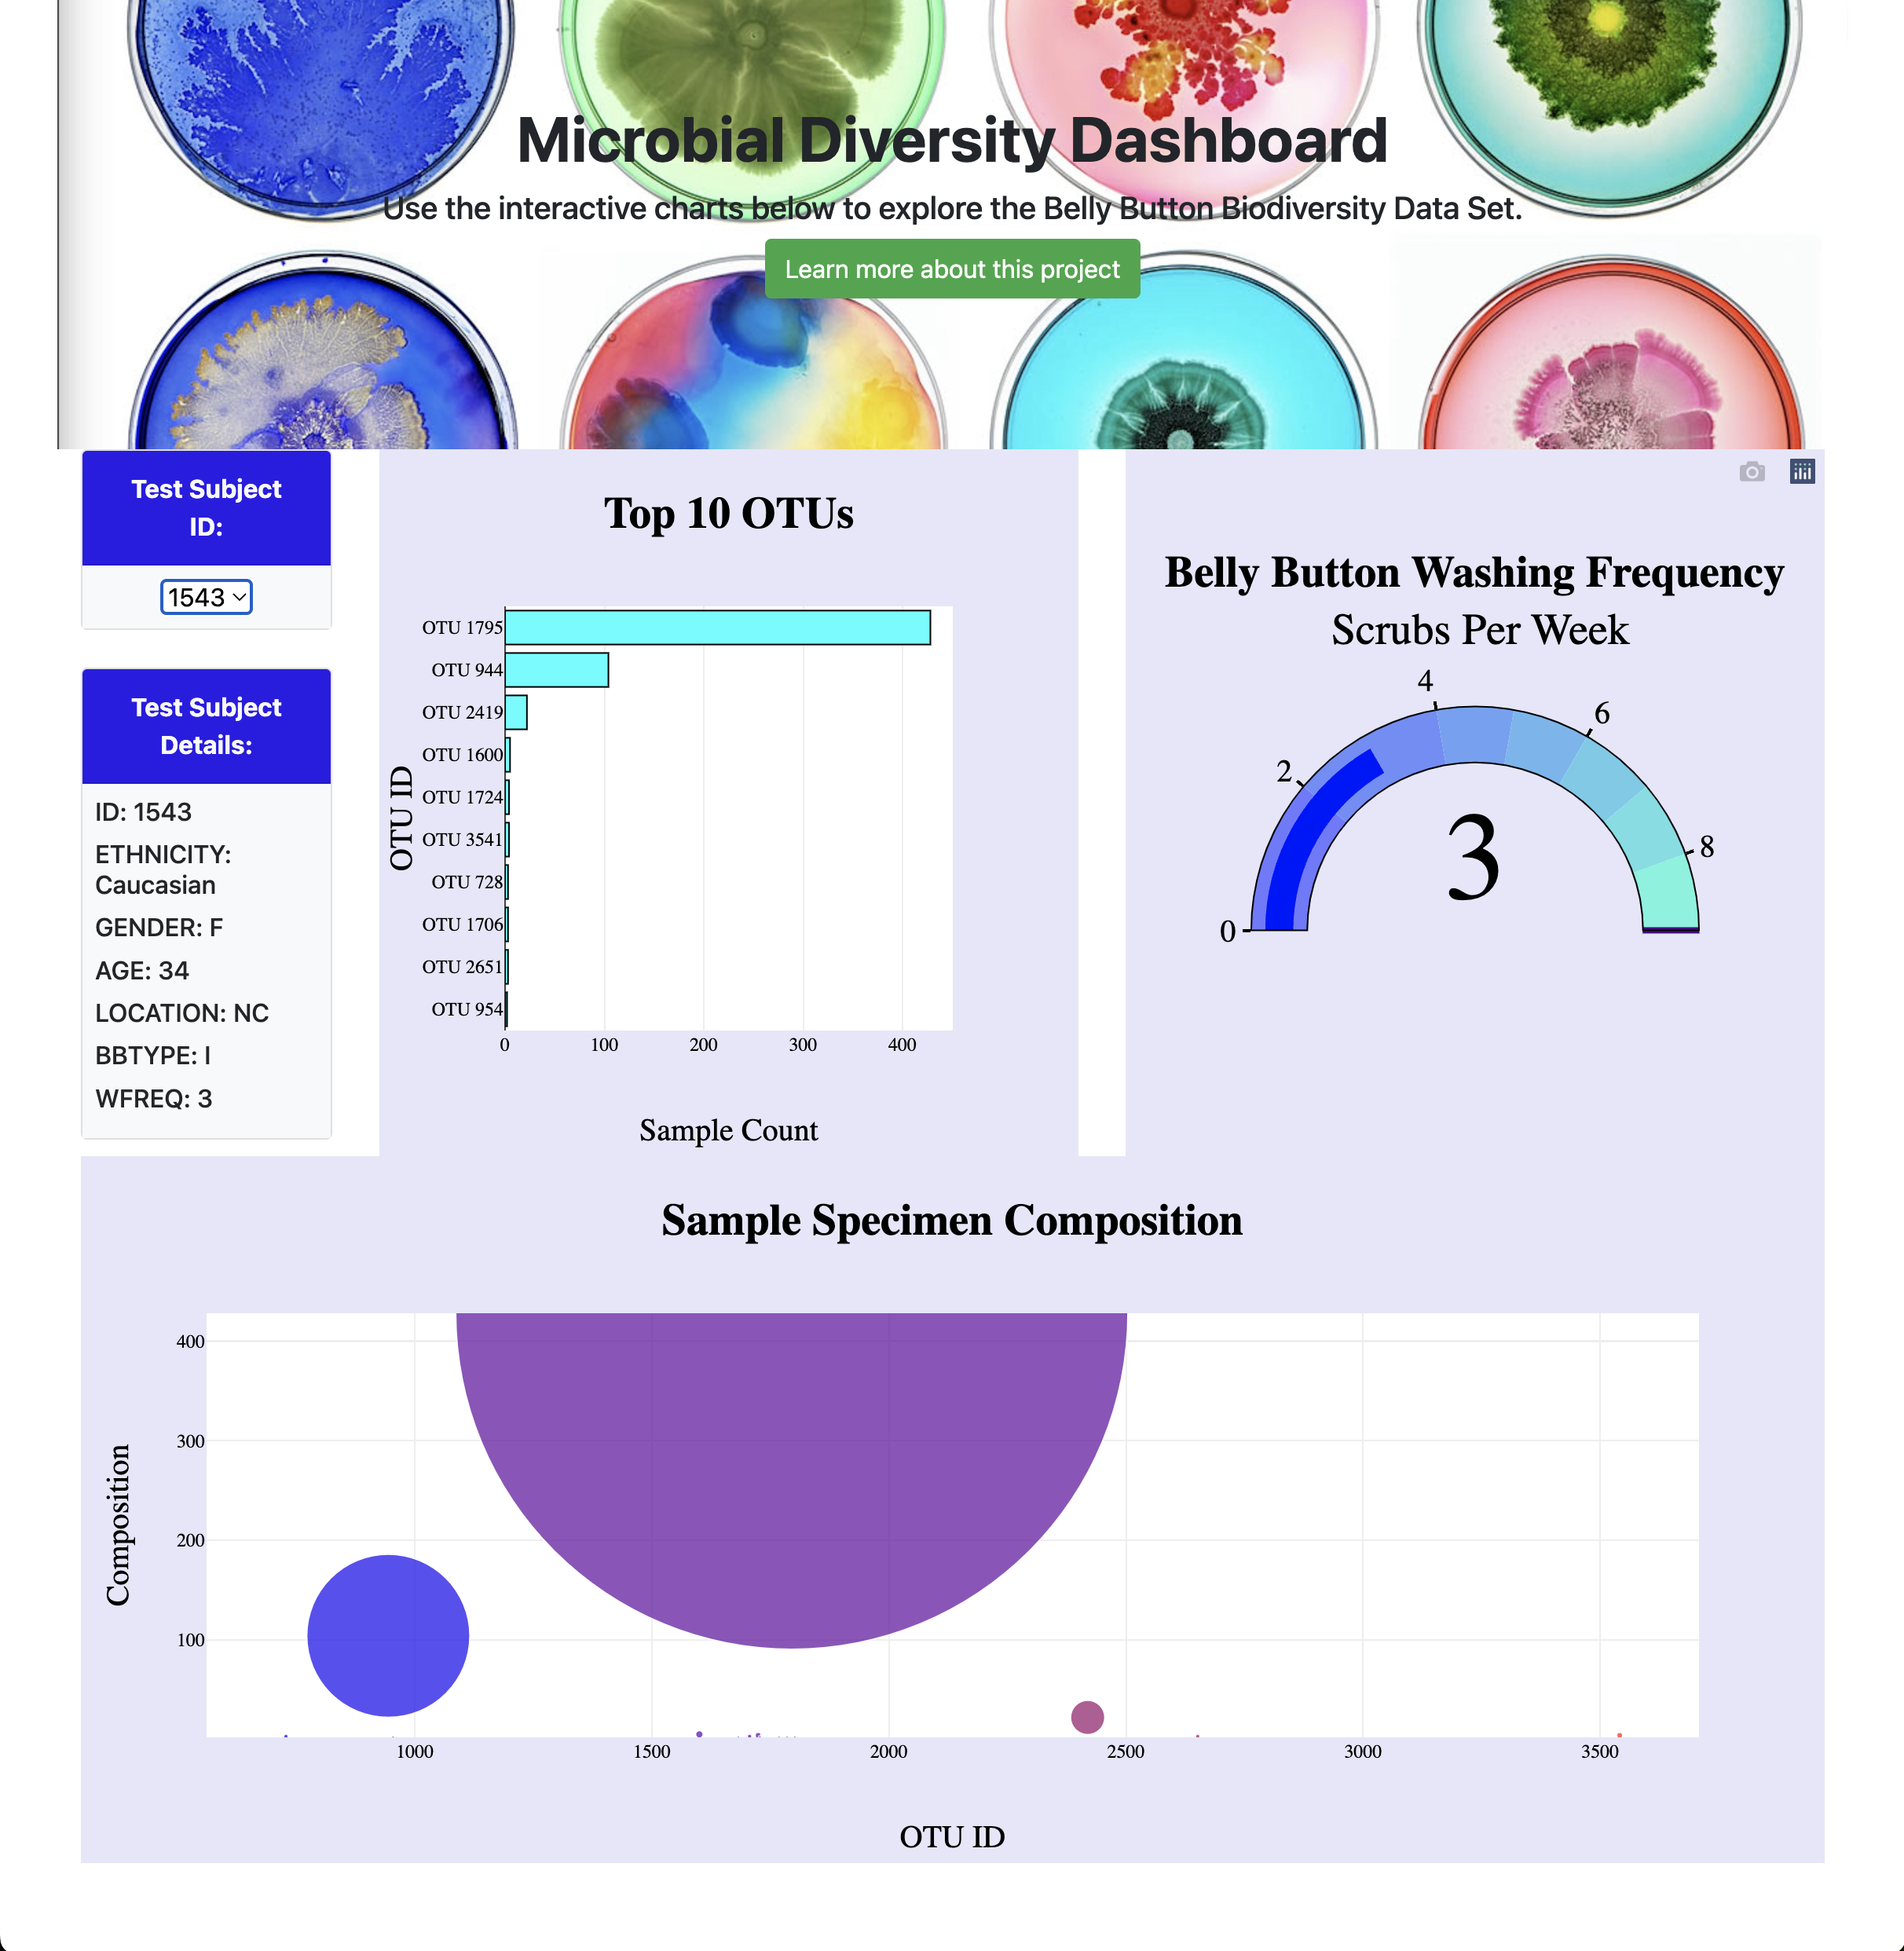 Microbial Diversity Dashboard
Use the interactive charts below to explore the Belly Button Biodiversity Data Set.
Learn more about this project
Test Subject
ID:
1543
Test Subject
Details:
ID: 1543
ETHNICITY:
Caucasian
GENDER: F
AGE: 34
LOCATION: NC
BBTYPE: I
WFREQ: 3
Top 10 OTUs
OTU ID
OTU 1795
OTU 944
OTU 2419
OTU 1600
OTU 1724
OTU 3541
OTU 728
OTU 1706
OTU 2651
OTU 954
0 100 200 300 400
Sample Count
Belly Button Washing Frequency
Scrubs Per Week
0
2
4
6
8
3
Sample Specimen Composition
Composition
400
300
200
100
1000 1500 2000 2500 3000 3500
OTU ID